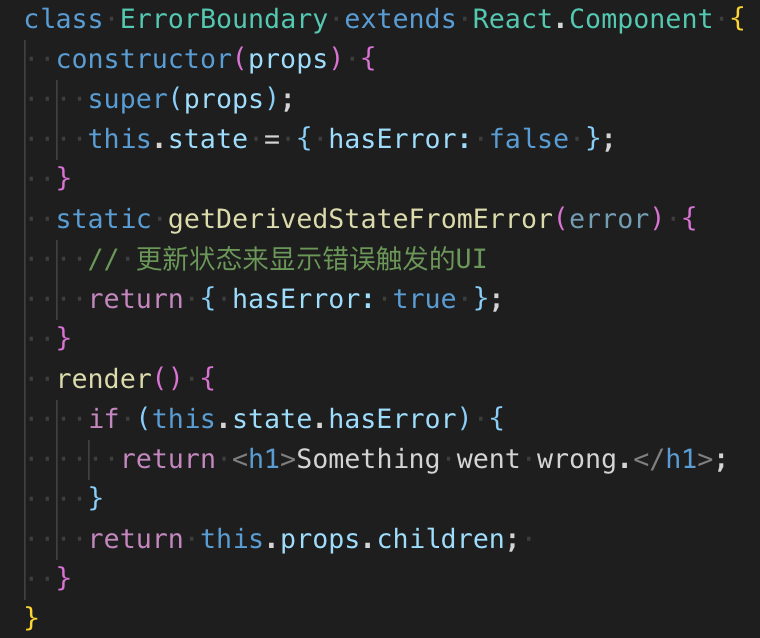 class ErrorBoundary extends React.Component {
  constructor(props) {
    super(props);
    this.state = { hasError: false };
  }
  static getDerivedStateFromError(error) {
    // 更新状态来显示错误触发的UI
    return { hasError: true };
  }
  render() {
    if (this.state.hasError) {
      return <h1>Something went wrong.</h1>;
    }
    return this.props.children; 
  }
}